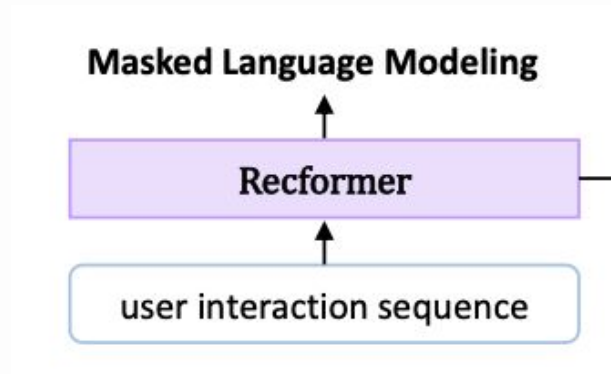 Masked Language Modeling
Recformer
user interaction sequence